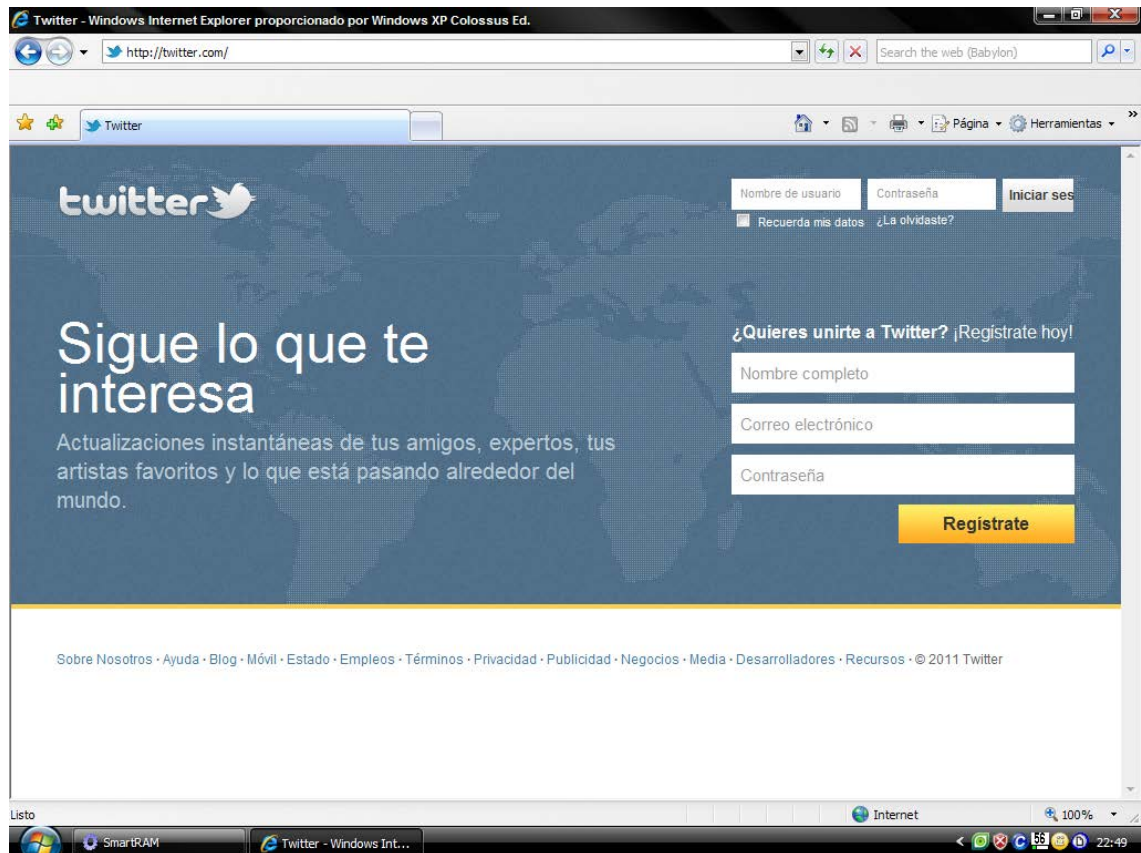 Twitter - Windows Internet Explorer proporcionado por Windows XP Colossus Ed.
http://twitter.com/
Search the web (Babylon)
Twitter
Página
Herramientas
twitter
Nombre de usuario
Contraseña
Iniciar ses
Recuerda mis datos
¿La olvidaste?
Sigue lo que te
interesa
Actualizaciones instantáneas de tus amigos, expertos, tus
artistas favoritos y lo que está pasando alrededor del
mundo.
¿Quieres unirte a Twitter? ¡Regístrate hoy!
Nombre completo
Correo electrónico
Contraseña
Regístrate
Sobre Nosotros · Ayuda · Blog · Móvil · Estado · Empleos · Términos · Privacidad · Publicidad · Negocios · Media · Desarrolladores · Recursos · © 2011 Twitter
Listo
Internet
100%
SmartRAM
Twitter - Windows Int...
56
22:49